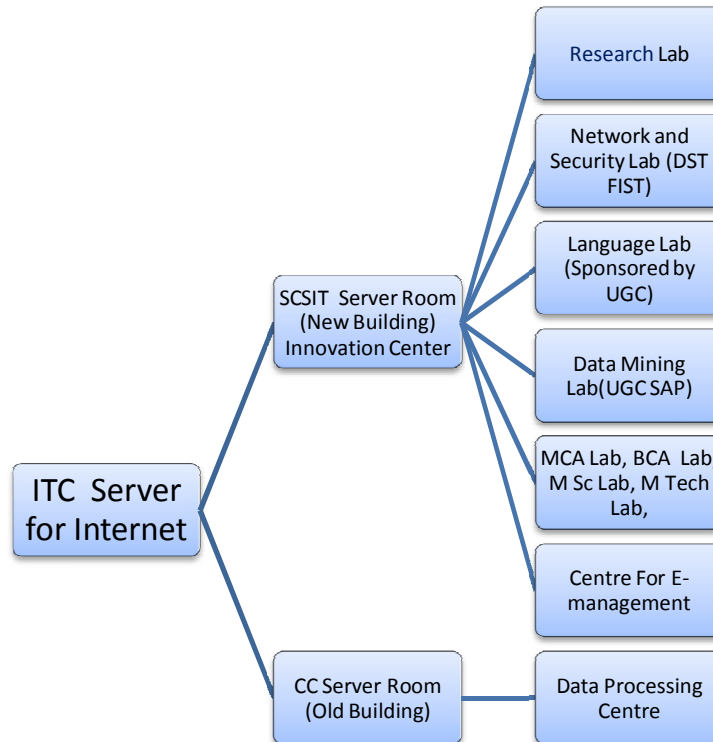 Research Lab
Network and
Security Lab (DST
FIST)
Language Lab
(Sponsored by
UGC)
SCSIT Server Room
(New Building)
Innovation Center
Data Mining
Lab(UGC SAP)
MCA Lab, BCA Lab
M Sc Lab, M Tech
Lab,
ITC Server
for Internet
Centre For E-
management
CC Server Room
(Old Building)
Data Processing
Centre